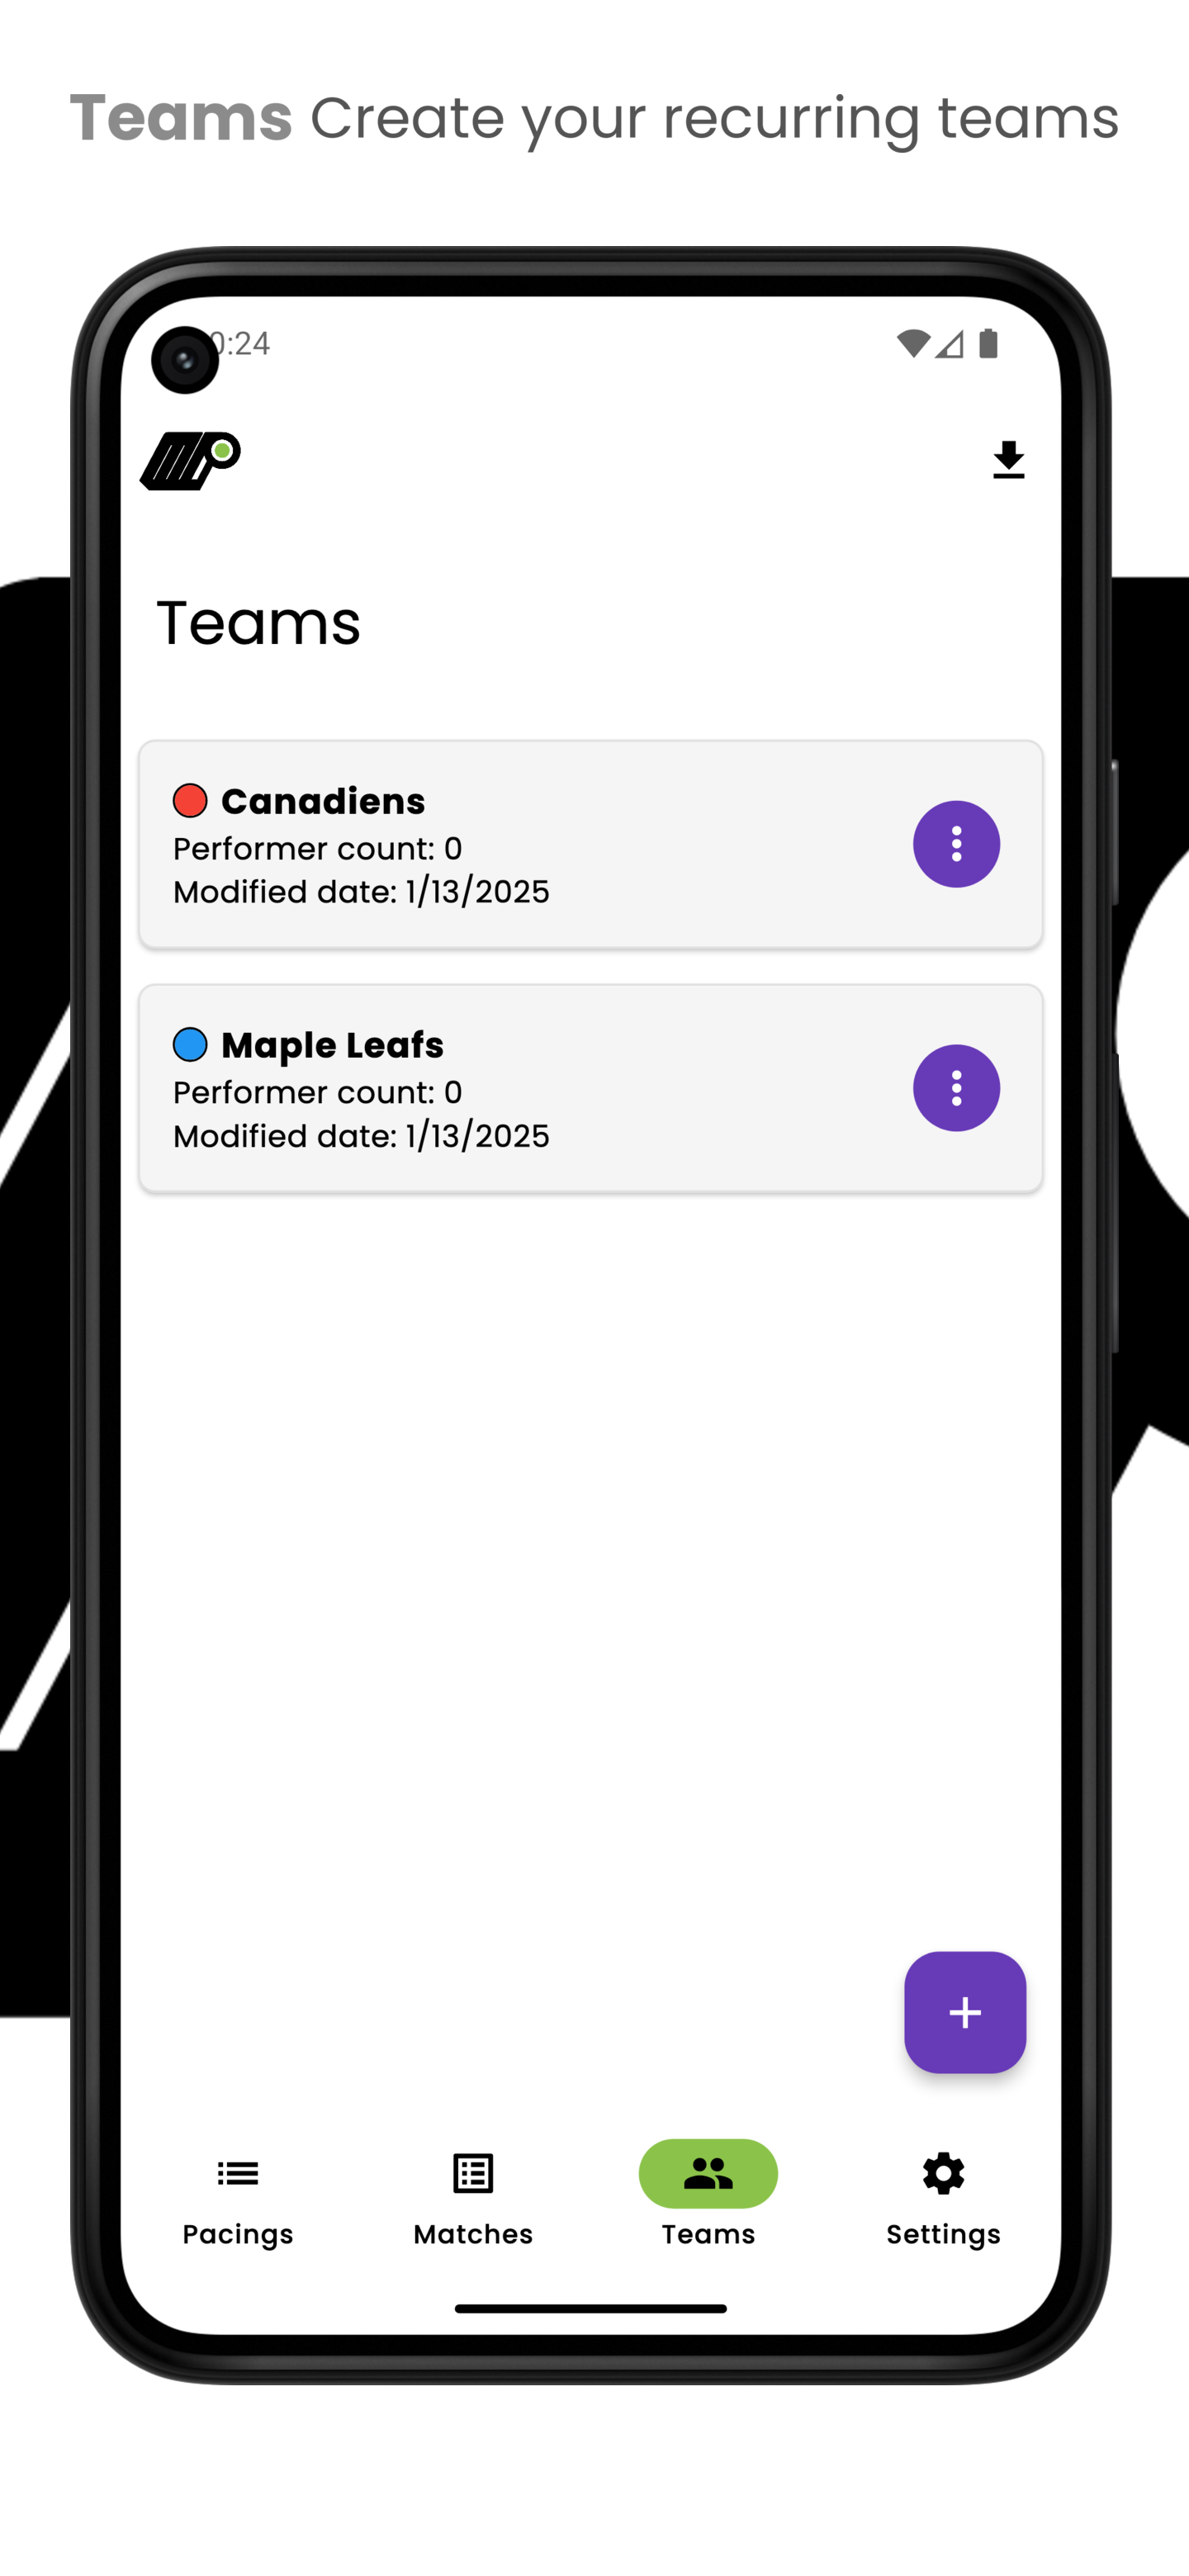 Teams Create your recurring teams
0:24
Teams
Canadiens
Performer count: 0
Modified date: 1/13/2025
Maple Leafs
Performer count: 0
Modified date: 1/13/2025
Pacings
Matches
Teams
Settings